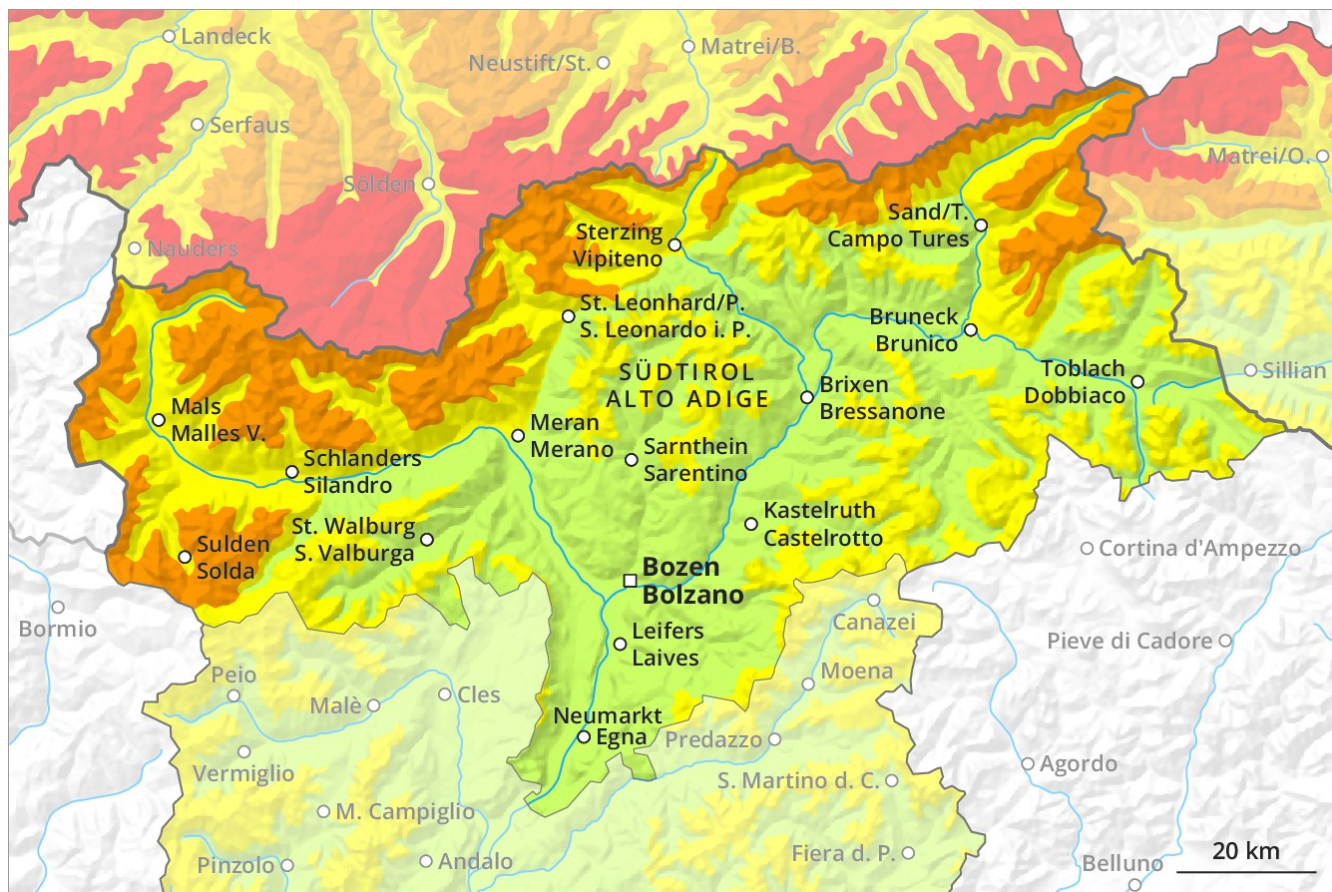 Landeck
Matrei/B.
Neustift/St.
Serfaus
Matrei/O.
Sölden
Sand/T.
Campo Tures
Sterzing
Vipiteno
Nauders
St. Leonhard/P.
S. Leonardo i. P.
Bruneck
Brunico
SÜDTIROL
ALTO ADIGE
Toblach
Dobbiaco
Sillian
Brixen
Bressanone
Mals
Malles V.
Meran
Merano
Sarnthein
Sarentino
Schlanders
Silandro
Kastelruth
Castelrotto
St. Walburg
S. Valburga
Sulden
Solda
Cortina d'Ampezzo
Bozen
Bolzano
Bormio
Canazei
Leifers
Laives
Pieve di Cadore
Peio
Moena
Malè
Cles
Neumarkt
Egna
Predazzo
Vermiglio
Agordo
S. Martino d. C.
M. Campiglio
20 km
Pinzolo
Andalo
Fiera d. P.
Belluno